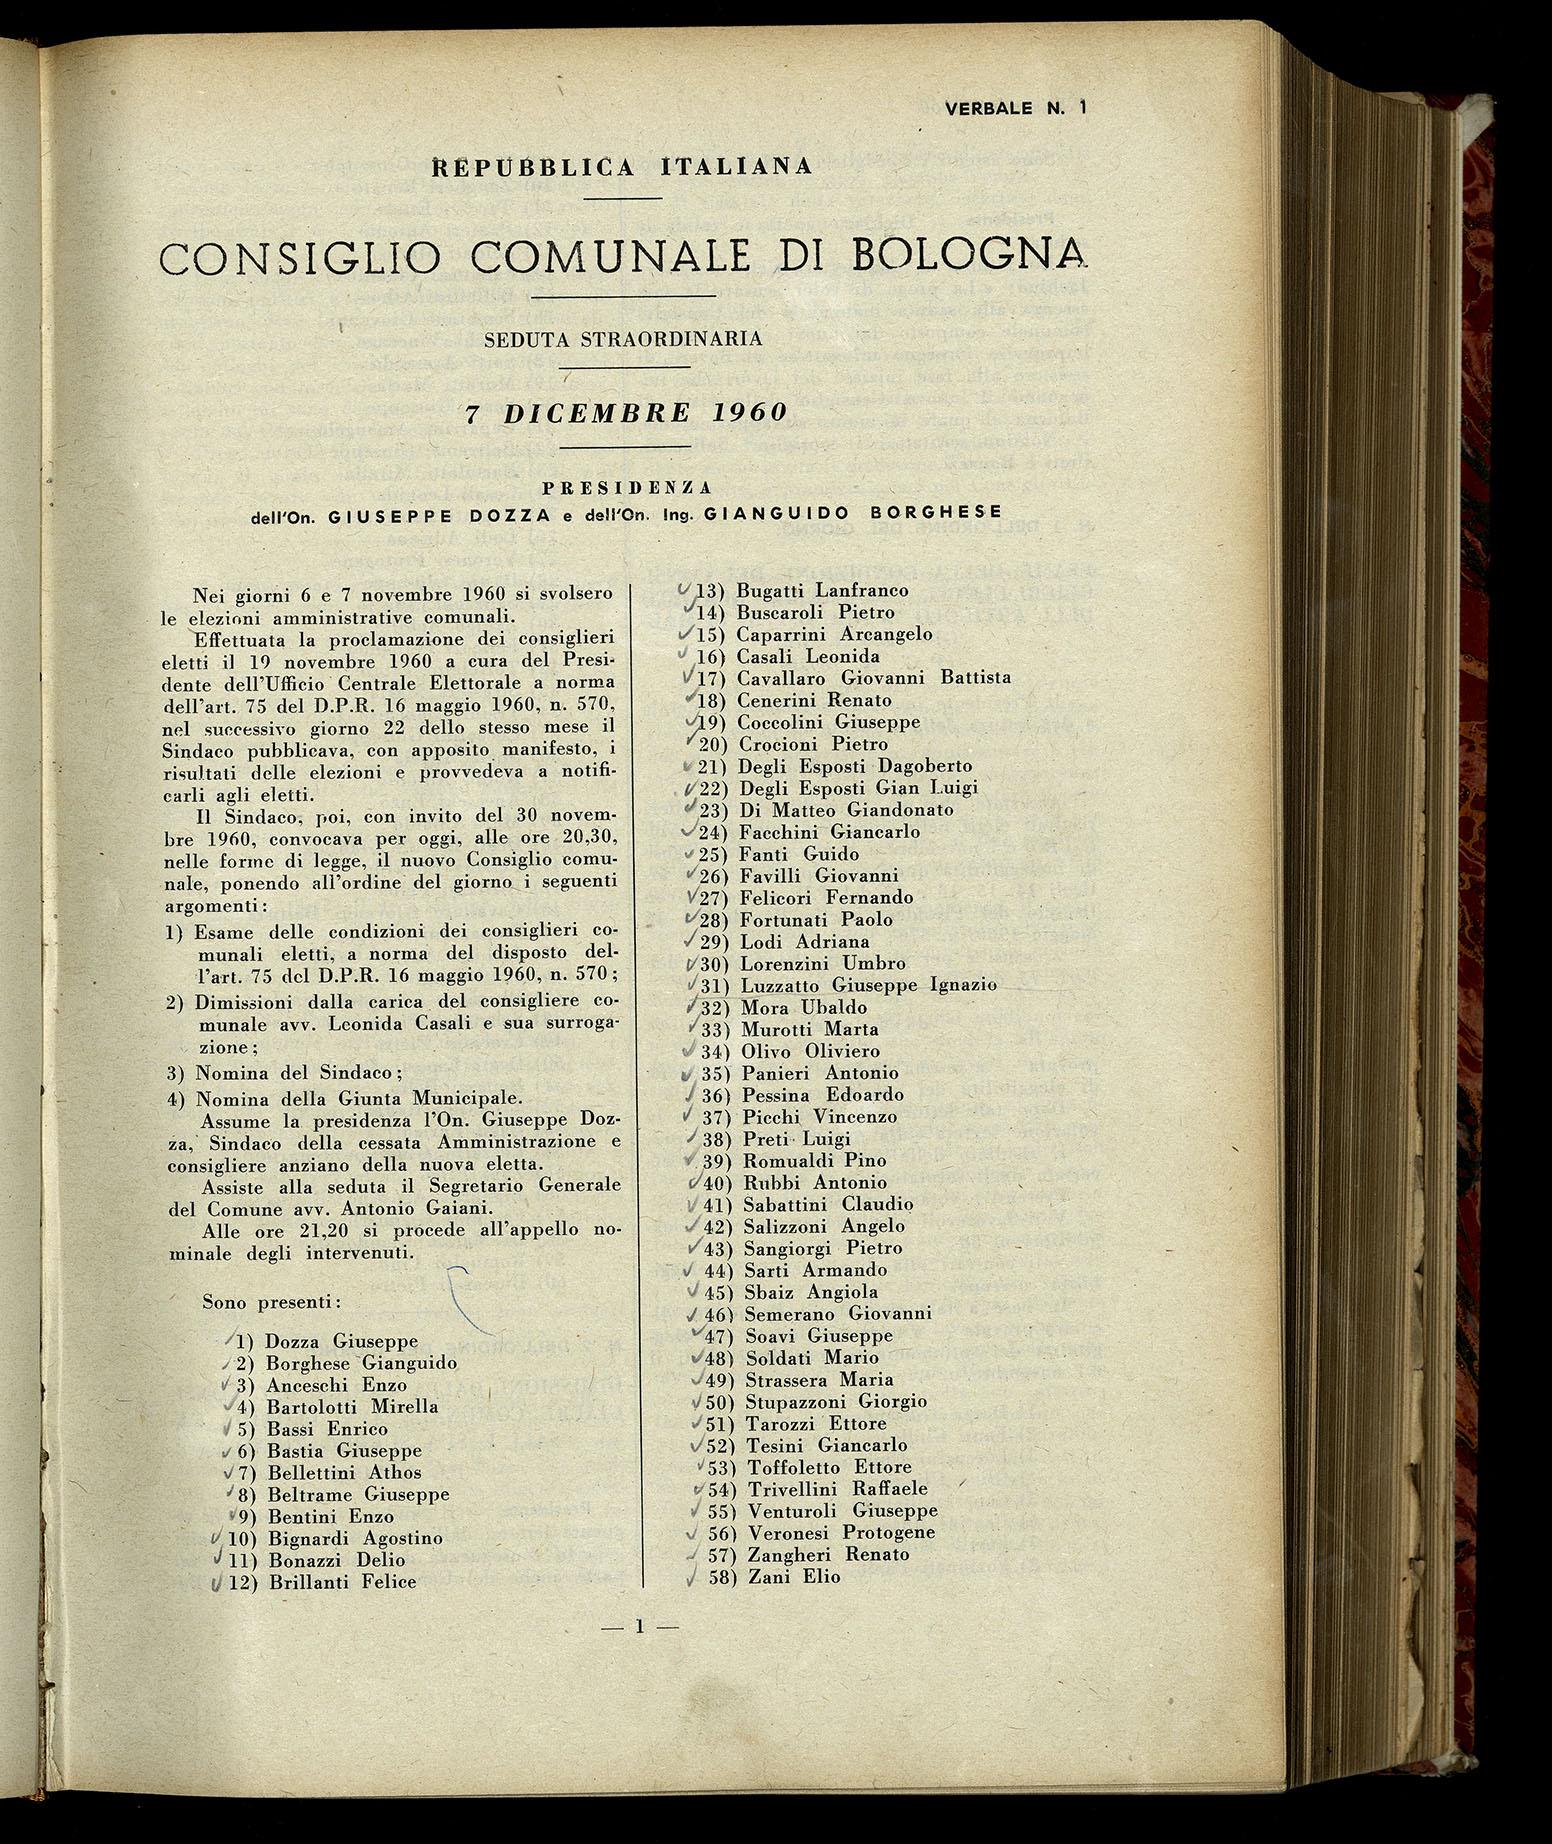 VERBALE N. 1
REPUBBLICA ITALIANA
CONSIGLIO COMUNALE DI BOLOGNA
SEDUTA STRAORDINARIA
7 DICEMBRE 1960
PRESIDENZA
dell'On. GIUSEPPE DOZZA e dell'On. Ing. GIANGUIDO BORGHESE
Nei giorni 6 e 7 novembre 1960 si svolsero
le elezioni amministrative comunali.
Effettuata la proclamazione dei consiglieri
eletti il 19 novembre 1960 a cura del Presi-
dente dell'Ufficio Centrale Elettorale a norma
dell'art. 75 del D.P.R. 16 maggio 1960, n. 570,
nel successivo giorno 22 dello stesso mese il
Sindaco pubblicava, con apposito manifesto, i
risultati delle elezioni e provvedeva a notifi-
carli agli eletti.
Il Sindaco, poi, con invito del 30 novem-
bre 1960, convocava per oggi, alle ore 20,30,
nelle forme di legge, il nuovo Consiglio comu-
nale, ponendo all'ordine del giorno i seguenti
argomenti:
1) Esame delle condizioni dei consiglieri co-
munali eletti, a norma del disposto del-
l'art. 75 del D.P.R. 16 maggio 1960, n. 570;
2) Dimissioni dalla carica del consigliere co-
munale avv. Leonida Casali e sua surroga-
zione;
3) Nomina del Sindaco;
4) Nomina della Giunta Municipale.
Assume la presidenza l'On. Giuseppe Doz-
za, Sindaco della cessata Amministrazione e
consigliere anziano della nuova eletta.
Assiste alla seduta il Segretario Generale
del Comune avv. Antonio Gaiani.
Alle ore 21,20 si procede all'appello no-
minale degli intervenuti.
Sono presenti:
1) Dozza Giuseppe
2) Borghese Gianguido
3) Anceschi Enzo
4) Bartolotti Mirella
5) Bassi Enrico
6) Bastia Giuseppe
7) Bellettini Athos
8) Beltrame Giuseppe
9) Bentini Enzo
10) Bignardi Agostino
11) Bonazzi Delio
12) Brillanti Felice
13) Bugatti Lanfranco
14) Buscaroli Pietro
15) Caparrini Arcangelo
16) Casali Leonida
17) Cavallaro Giovanni Battista
18) Cenerini Renato
19) Coccolini Giuseppe
20) Crocioni Pietro
21) Degli Esposti Dagoberto
22) Degli Esposti Gian Luigi
23) Di Matteo Giandonato
24) Facchini Giancarlo
25) Fanti Guido
26) Favilli Giovanni
27) Felicori Fernando
28) Fortunati Paolo
29) Lodi Adriana
30) Lorenzini Umbro
31) Luzzatto Giuseppe Ignazio
32) Mora Ubaldo
33) Murotti Marta
34) Olivo Oliviero
35) Panieri Antonio
36) Pessina Edoardo
37) Picchi Vincenzo
38) Preti Luigi
39) Romualdi Pino
40) Rubbi Antonio
41) Sabattini Claudio
42) Salizzoni Angelo
43) Sangiorgi Pietro
44) Sarti Armando
45) Sbaiz Angiola
46) Semerano Giovanni
47) Soavi Giuseppe
48) Soldati Mario
49) Strassera Maria
50) Stupazzoni Giorgio
51) Tarozzi Ettore
52) Tesini Giancarlo
53) Toffoletto Ettore
54) Trivellini Raffaele
55) Venturoli Giuseppe
56) Veronesi Protogene
57) Zangheri Renato
58) Zani Elio
— 1 —